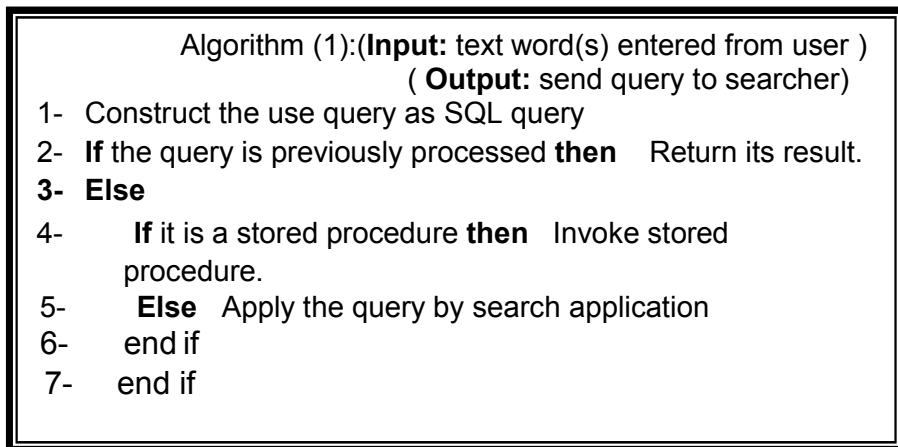 Algorithm (1):(Input: text word(s) entered from user )
( Output: send query to searcher)
1- Construct the use query as SQL query
2- If the query is previously processed then Return its result.
3- Else
4- If it is a stored procedure then Invoke stored
procedure.
5- Else Apply the query by search application
6- end if
7- end if